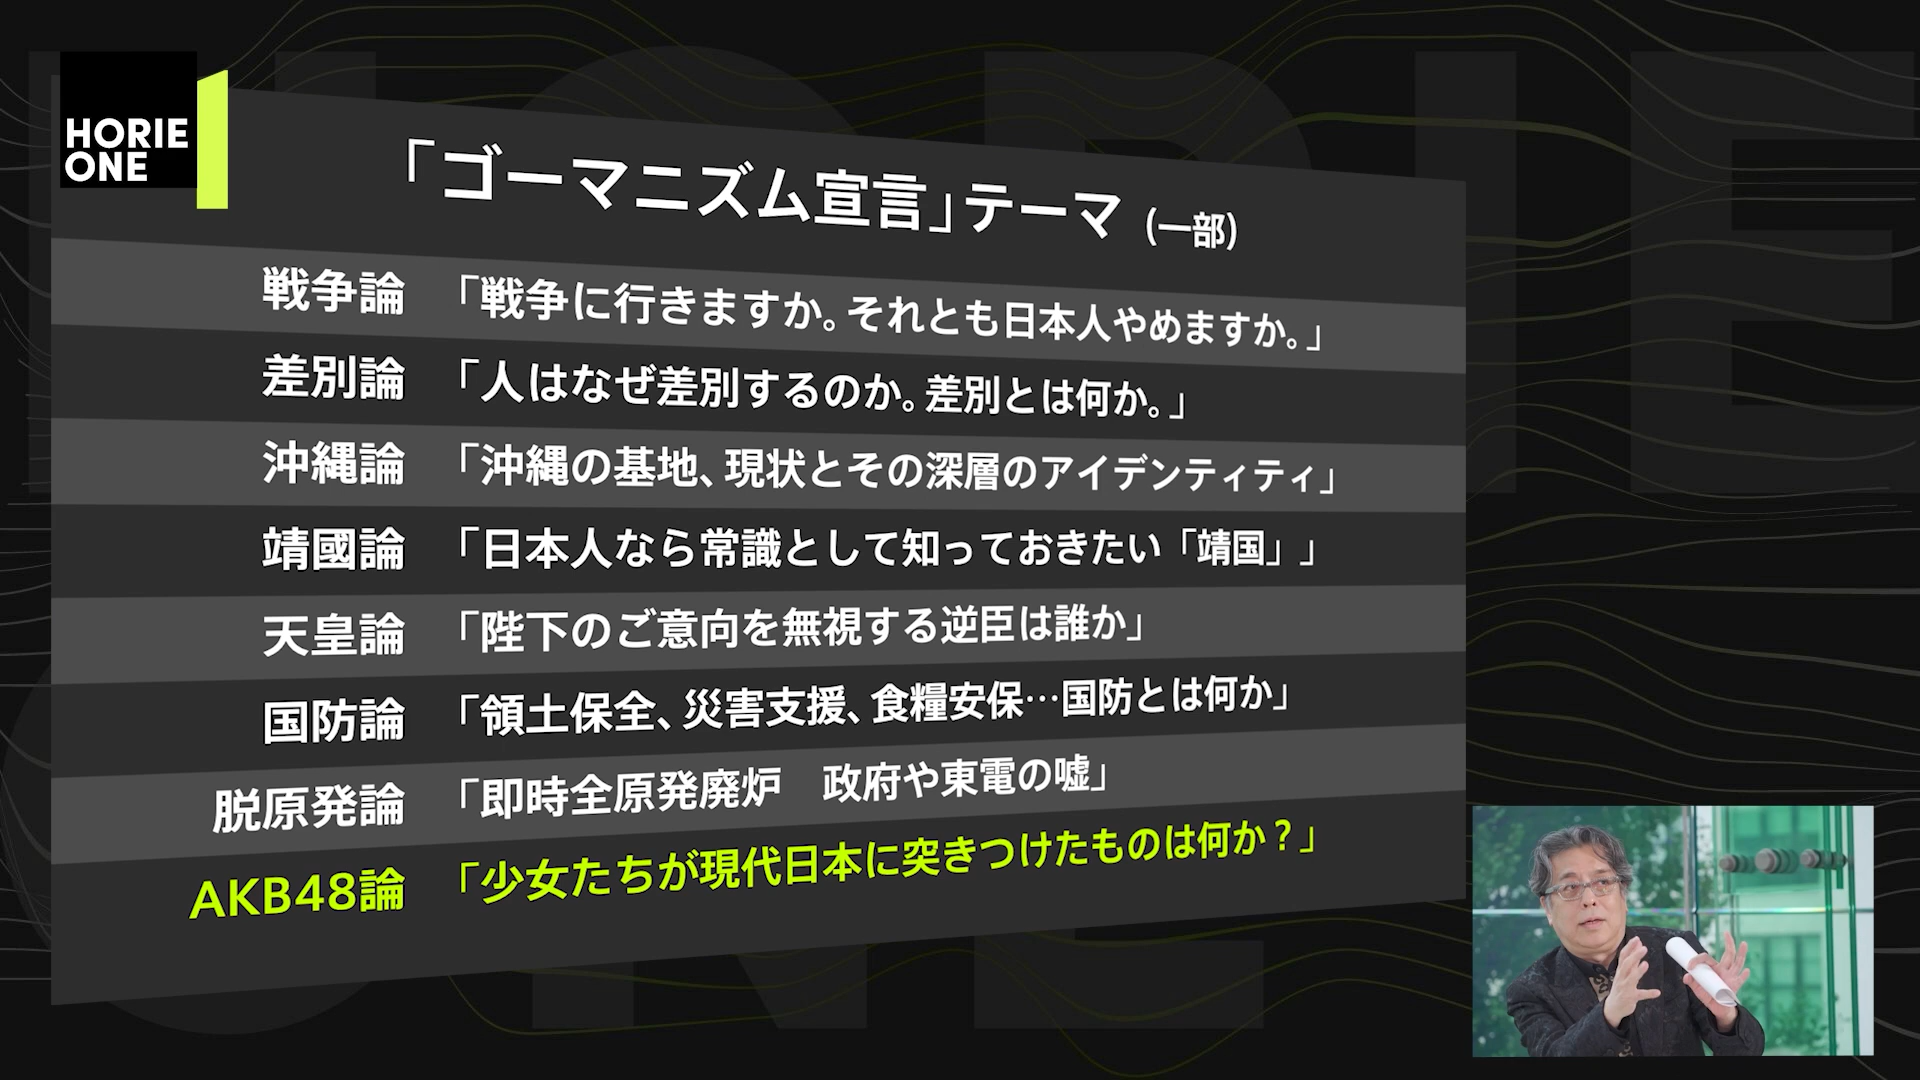 HORIE
ONE
「ゴーマニズム宣言」テーマ (一部)
戦争論 「戦争に行きますか。それとも日本人やめますか。」
差別論 「人はなぜ差別するのか。差別とは何か。」
沖縄論 「沖縄の基地、現状とその深層のアイデンティティ」
靖國論 「日本人なら常識として知っておきたい「靖国」」
天皇論 「陛下のご意向を無視する逆臣は誰か」
国防論 「領土保全、災害支援、食糧安保…国防とは何か」
脱原発論 「即時全原発廃炉 政府や東電の嘘」
AKB48論 「少女たちが現代日本に突きつけたものは何か？」